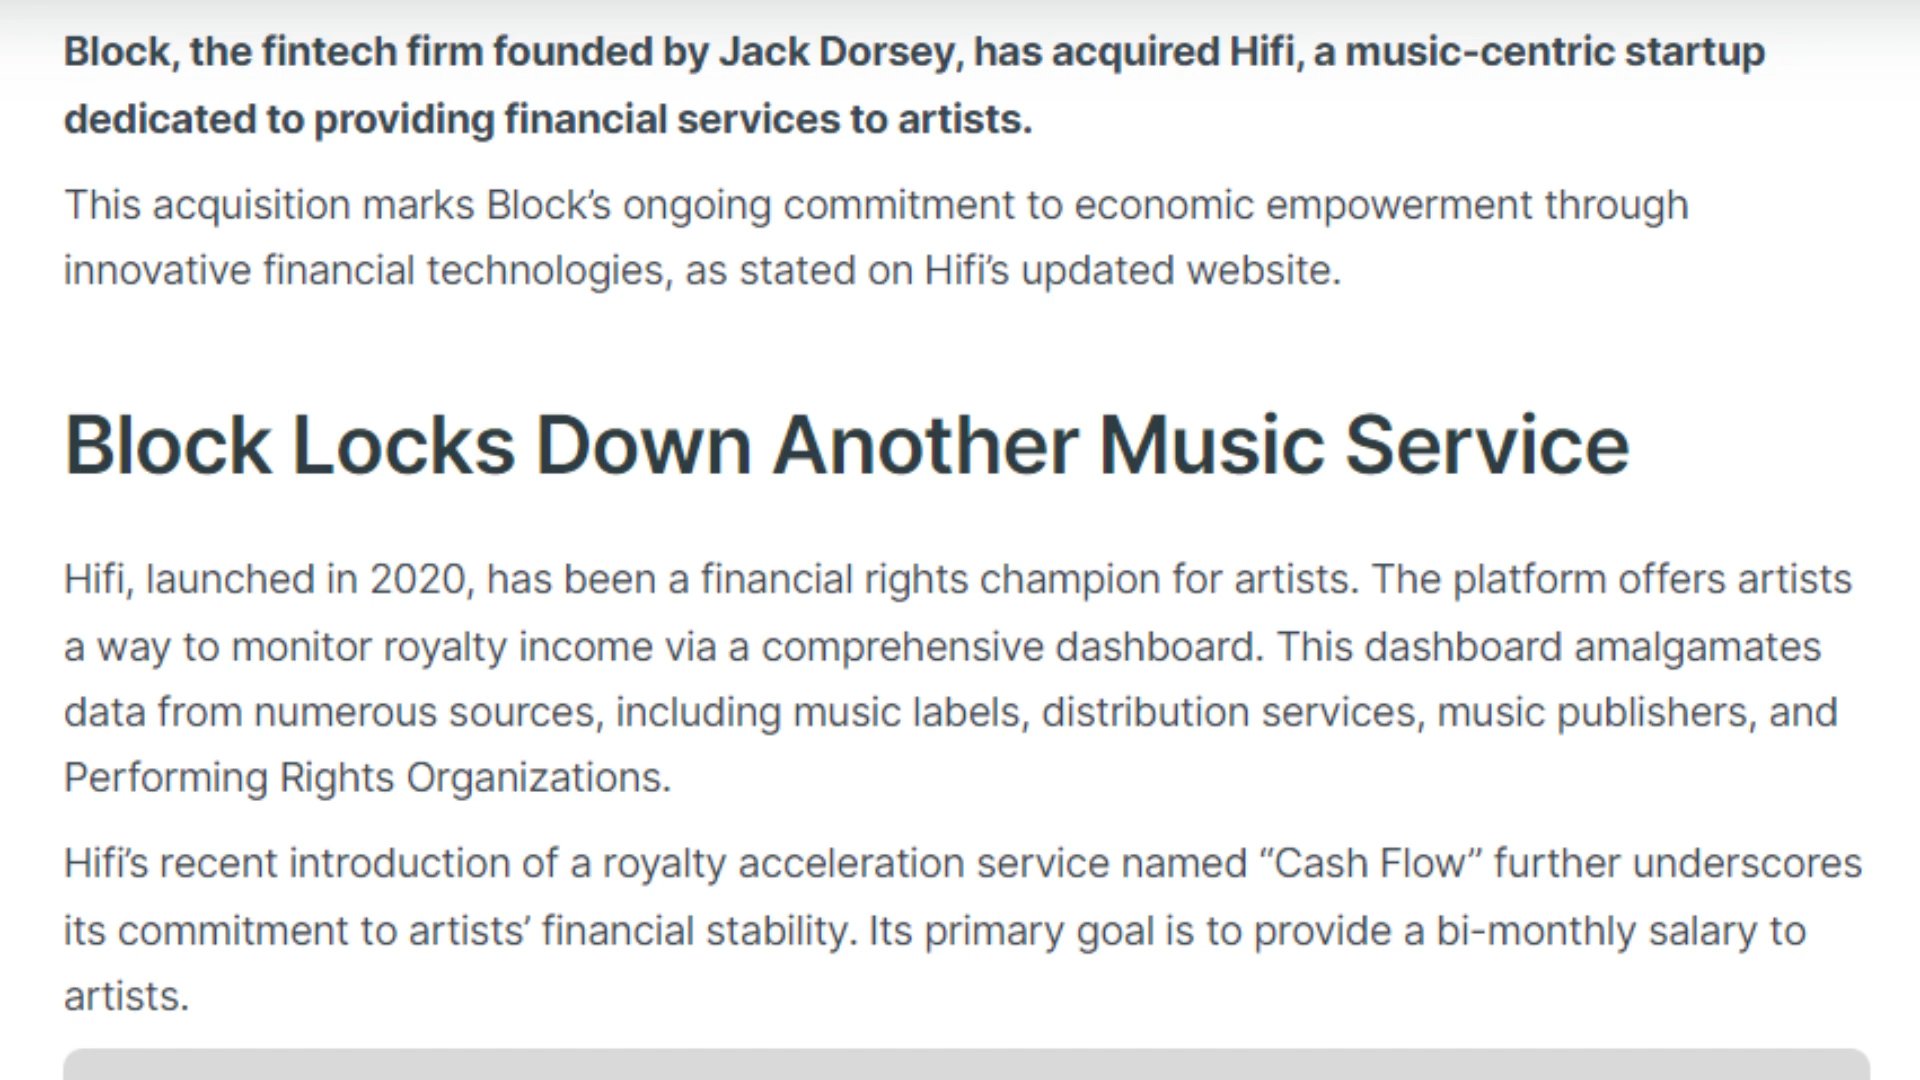 Block, the fintech firm founded by Jack Dorsey, has acquired Hifi, a music-centric startup
dedicated to providing financial services to artists.
This acquisition marks Block’s ongoing commitment to economic empowerment through
innovative financial technologies, as stated on Hifi’s updated website.
Block Locks Down Another Music Service
Hifi, launched in 2020, has been a financial rights champion for artists. The platform offers artists
a way to monitor royalty income via a comprehensive dashboard. This dashboard amalgamates
data from numerous sources, including music labels, distribution services, music publishers, and
Performing Rights Organizations.
Hifi’s recent introduction of a royalty acceleration service named “Cash Flow” further underscores
its commitment to artists’ financial stability. Its primary goal is to provide a bi-monthly salary to
artists.